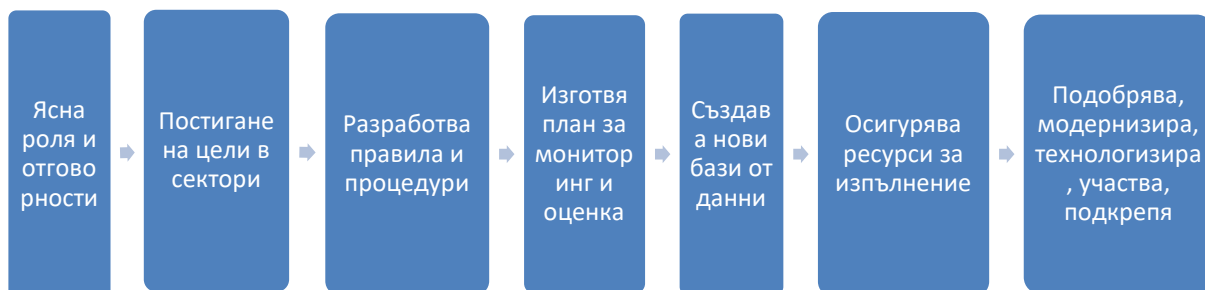 Ясна
роля и
отгово
рности
Постигане
на цели в
сектори
Разработва
правила и
процедури
Изготвя
план за
монитор
инг и
оценка
Създав
а нови
бази от
данни
Осигурява
ресурси за
изпълнение
Подобрява,
модернизира,
технологизира
, участва,
подкрепя